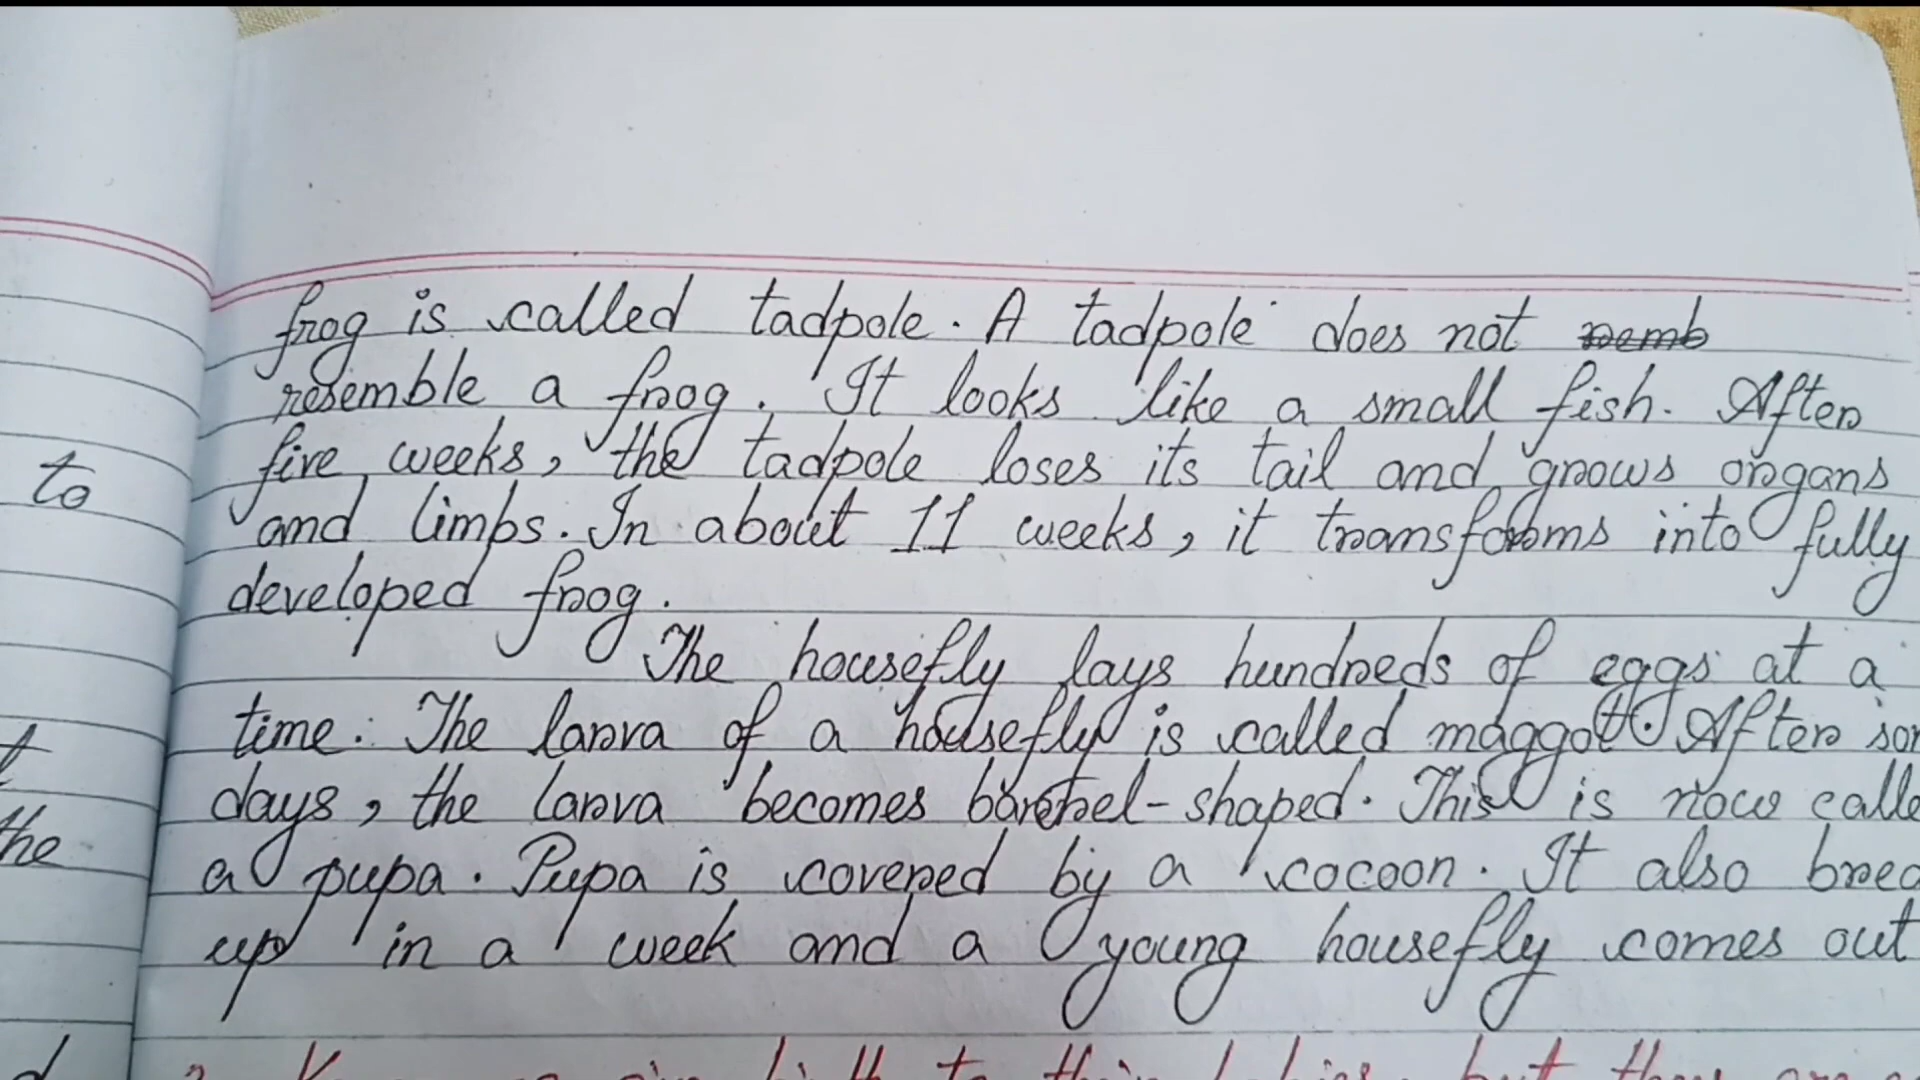 frog is called tadpole. A tadpole does not
resemble a frog. It looks like a small fish. After
five weeks, the tadpole loses its tail and grows organs
and limbs. In about 11 weeks, it transforms into fully
developed frog.
The housefly lays hundreds of eggs at a
time. The larva of a housefly is called maggot. After
days, the larva becomes barrel-shaped. This is now calle
a pupa. Pupa is covered by a cocoon. It also
up in a week and a young housefly comes out
to
the